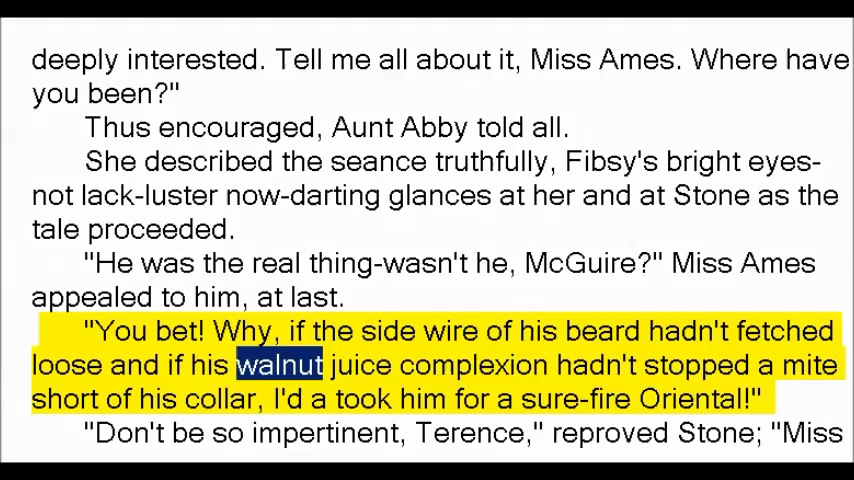 deeply interested. Tell me all about it, Miss Ames. Where have
you been?"
Thus encouraged, Aunt Abby told all.
She described the seance truthfully, Fibsy's bright eyes-
not lack-luster now-darting glances at her and at Stone as the
tale proceeded.
"He was the real thing-wasn't he, McGuire?" Miss Ames
appealed to him, at last.
"You bet! Why, if the side wire of his beard hadn't fetched
loose and if his walnut juice complexion hadn't stopped a mite
short of his collar, I'd a took him for a sure-fire Oriental!"
"Don't be so impertinent, Terence," reproved Stone; "Miss